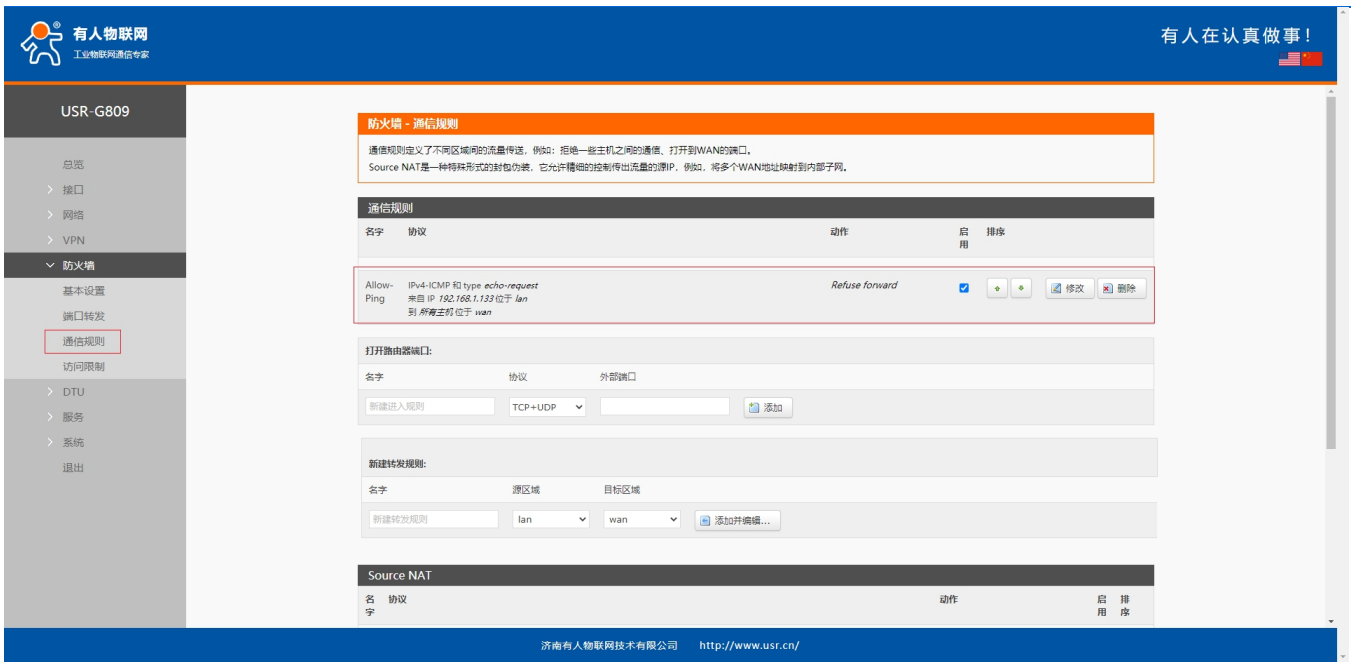 有人物联网
工业物联网通信专家
有人在认真做事！
USR-G809
总览
接口
网络
VPN
防火墙
基本设置
端口转发
通信规则
访问限制
DTU
服务
系统
退出
防火墙 - 通信规则
通信规则定义了不同区域间的流量传送，例如：拒绝一些主机之间的通信、打开到WAN的端口。
Source NAT是一种特殊形式的封包伪装，它允许精细的控制传出流量的源IP，例如，将多个WAN地址映射到内部子网。
通信规则
名字 协议 动作 启用 排序
Allow-Ping IPv4-ICMP 和 type echo-request Refuse forward 修改 删除
来自 IP 192.168.1.133 位于 lan
到 所有主机 位于 wan
打开路由器端口:
名字 协议 外部端口
新建进入规则 TCP+UDP 添加
新建转发规则:
名字 源区域 目标区域
新建转发规则 lan wan 添加并编辑...
Source NAT
名字 协议 动作 启用 排序
济南有人物联网技术有限公司 http://www.usr.cn/